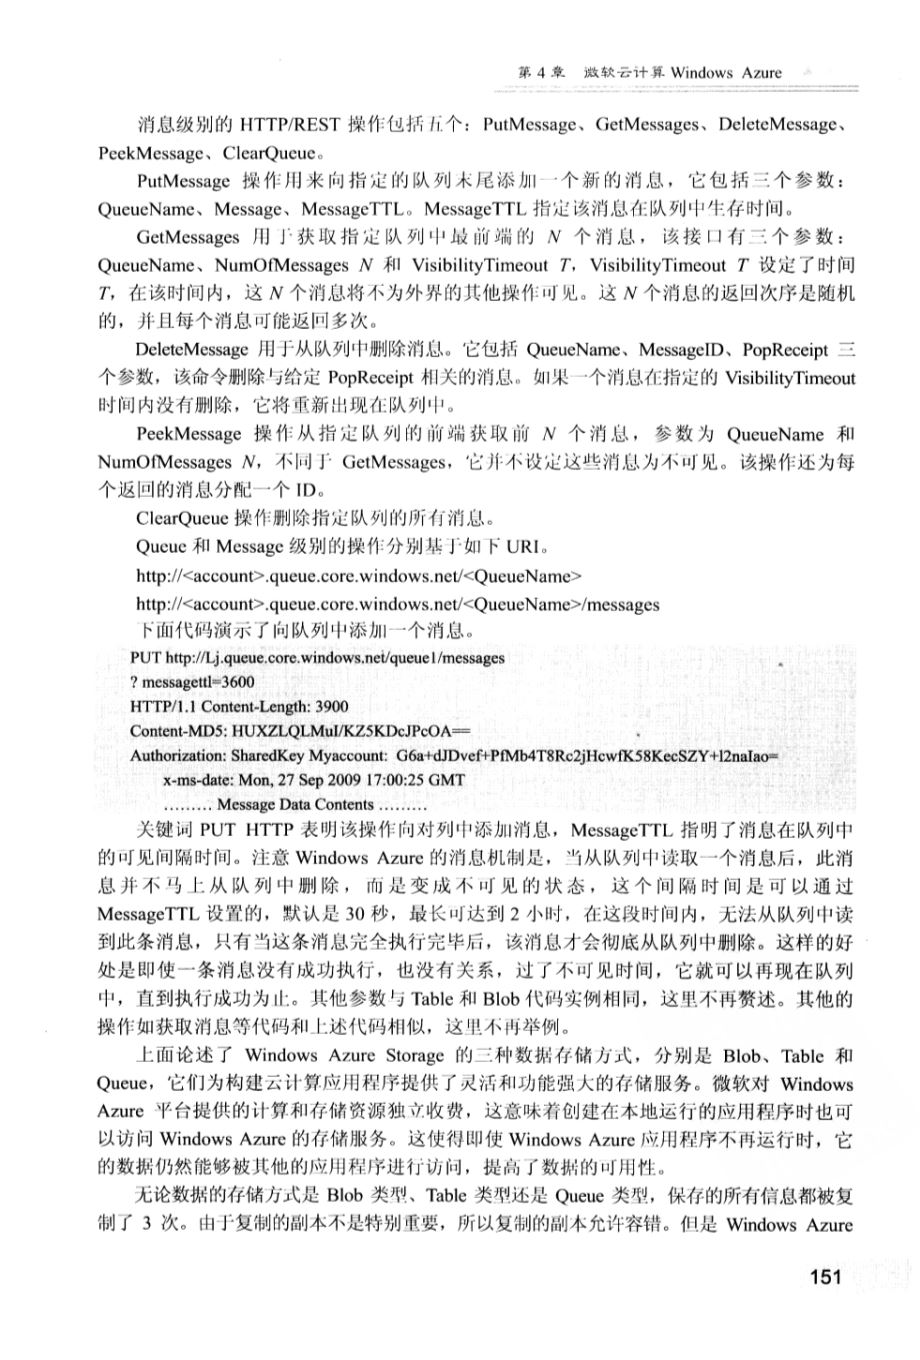 第 4 章 微软云计算 Windows Azure
消息级别的 HTTP/REST 操作包括五个：PutMessage、GetMessages、DeleteMessage、
PeekMessage、ClearQueue。
PutMessage 操作用来向指定的队列末尾添加一个新的消息，它包括三个参数：
QueueName、Message、MessageTTL。MessageTTL 指定该消息在队列中生存时间。
GetMessages 用于获取指定队列中最前端的 N 个消息，该接口有三个参数：
QueueName、NumOfMessages N 和 VisibilityTimeout T，VisibilityTimeout T 设定了时间
T，在该时间内，这 N 个消息将不为外界的其他操作可见。这 N 个消息的返回次序是随机
的，并且每个消息可能返回多次。
DeleteMessage 用于从队列中删除消息。它包括 QueueName、MessageID、PopReceipt 三
个参数，该命令删除与给定 PopReceipt 相关的消息。如果一个消息在指定的 VisibilityTimeout
时间内没有删除，它将重新出现在队列中。
PeekMessage 操作从指定队列的前端获取前 N 个消息，参数为 QueueName 和
NumOfMessages N，不同于 GetMessages，它并不设定这些消息为不可见。该操作还为每
个返回的消息分配一个 ID。
ClearQueue 操作删除指定队列的所有消息。
Queue 和 Message 级别的操作分别基于如下 URI。
http://<account>.queue.core.windows.net/<QueueName>
http://<account>.queue.core.windows.net/<QueueName>/messages
下面代码演示了向队列中添加一个消息。
PUT http://Lj.queue.core.windows.net/queue1/messages
? messagettl=3600
HTTP/1.1 Content-Length: 3900
Content-MD5: HUXZLQLMuI/KZ5KDcJPcOA==
Authorization: SharedKey Myaccount: G6a+dJDvef+PfMb4T8Rc2jHcwfK58KecSZY+l2naIao=
x-ms-date: Mon, 27 Sep 2009 17:00:25 GMT
……… Message Data Contents ………
关键词 PUT HTTP 表明该操作向对列中添加消息，MessageTTL 指明了消息在队列中
的可见间隔时间。注意 Windows Azure 的消息机制是，当从队列中读取一个消息后，此消
息并不马上从队列中删除，而是变成不可见的状态，这个间隔时间是可以通过
MessageTTL 设置的，默认是 30 秒，最长可达到 2 小时，在这段时间内，无法从队列中读
到此条消息，只有当这条消息完全执行完毕后，该消息才会彻底从队列中删除。这样的好
处是即使一条消息没有成功执行，也没有关系，过了不可见时间，它就可以再现在队列
中，直到执行成功为止。其他参数与 Table 和 Blob 代码实例相同，这里不再赘述。其他的
操作如获取消息等代码和上述代码相似，这里不再举例。
上面论述了 Windows Azure Storage 的三种数据存储方式，分别是 Blob、Table 和
Queue，它们为构建云计算应用程序提供了灵活和功能强大的存储服务。微软对 Windows
Azure 平台提供的计算和存储资源独立收费，这意味着创建在本地运行的应用程序时也可
以访问 Windows Azure 的存储服务。这使得即使 Windows Azure 应用程序不再运行时，它
的数据仍然能够被其他的应用程序进行访问，提高了数据的可用性。
无论数据的存储方式是 Blob 类型、Table 类型还是 Queue 类型，保存的所有信息都被复
制了 3 次。由于复制的副本不是特别重要，所以复制的副本允许容错。但是 Windows Azure
151